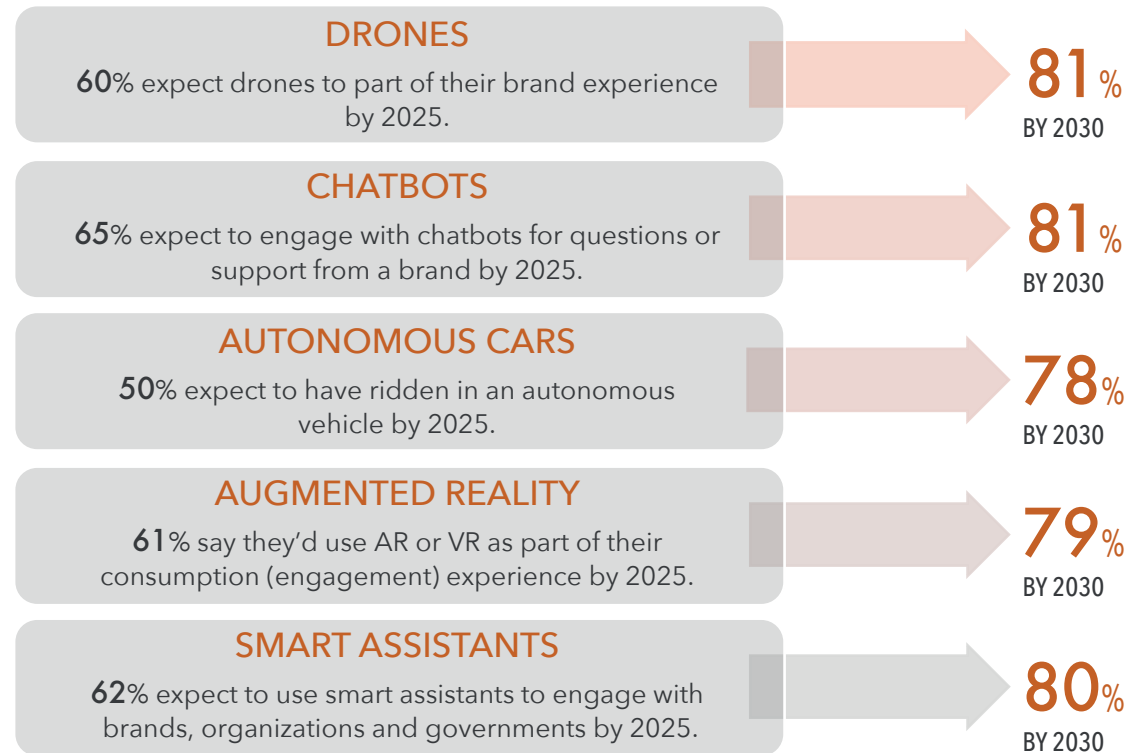 DRONES
60% expect drones to part of their brand experience
by 2025.
81%
BY 2030
CHATBOTS
65% expect to engage with chatbots for questions or
support from a brand by 2025.
81%
BY 2030
AUTONOMOUS CARS
50% expect to have ridden in an autonomous
vehicle by 2025.
78%
BY 2030
AUGMENTED REALITY
61% say they’d use AR or VR as part of their
consumption (engagement) experience by 2025.
79%
BY 2030
SMART ASSISTANTS
62% expect to use smart assistants to engage with
brands, organizations and governments by 2025.
80%
BY 2030